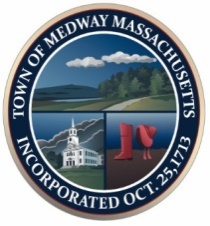 TOWN OF MEDWAY MASSACHUSETTS
INCORPORATED OCT. 25, 1713